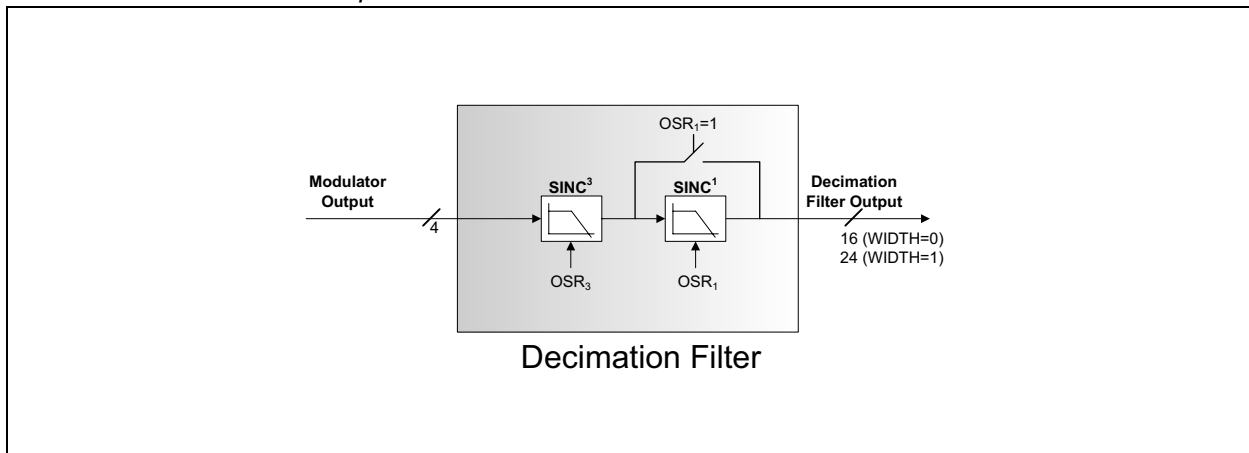 OSR₁=1
Modulator
Output
4
SINC³
SINC¹
OSR₃
OSR₁
Decimation
Filter Output
16 (WIDTH=0)
24 (WIDTH=1)
Decimation Filter